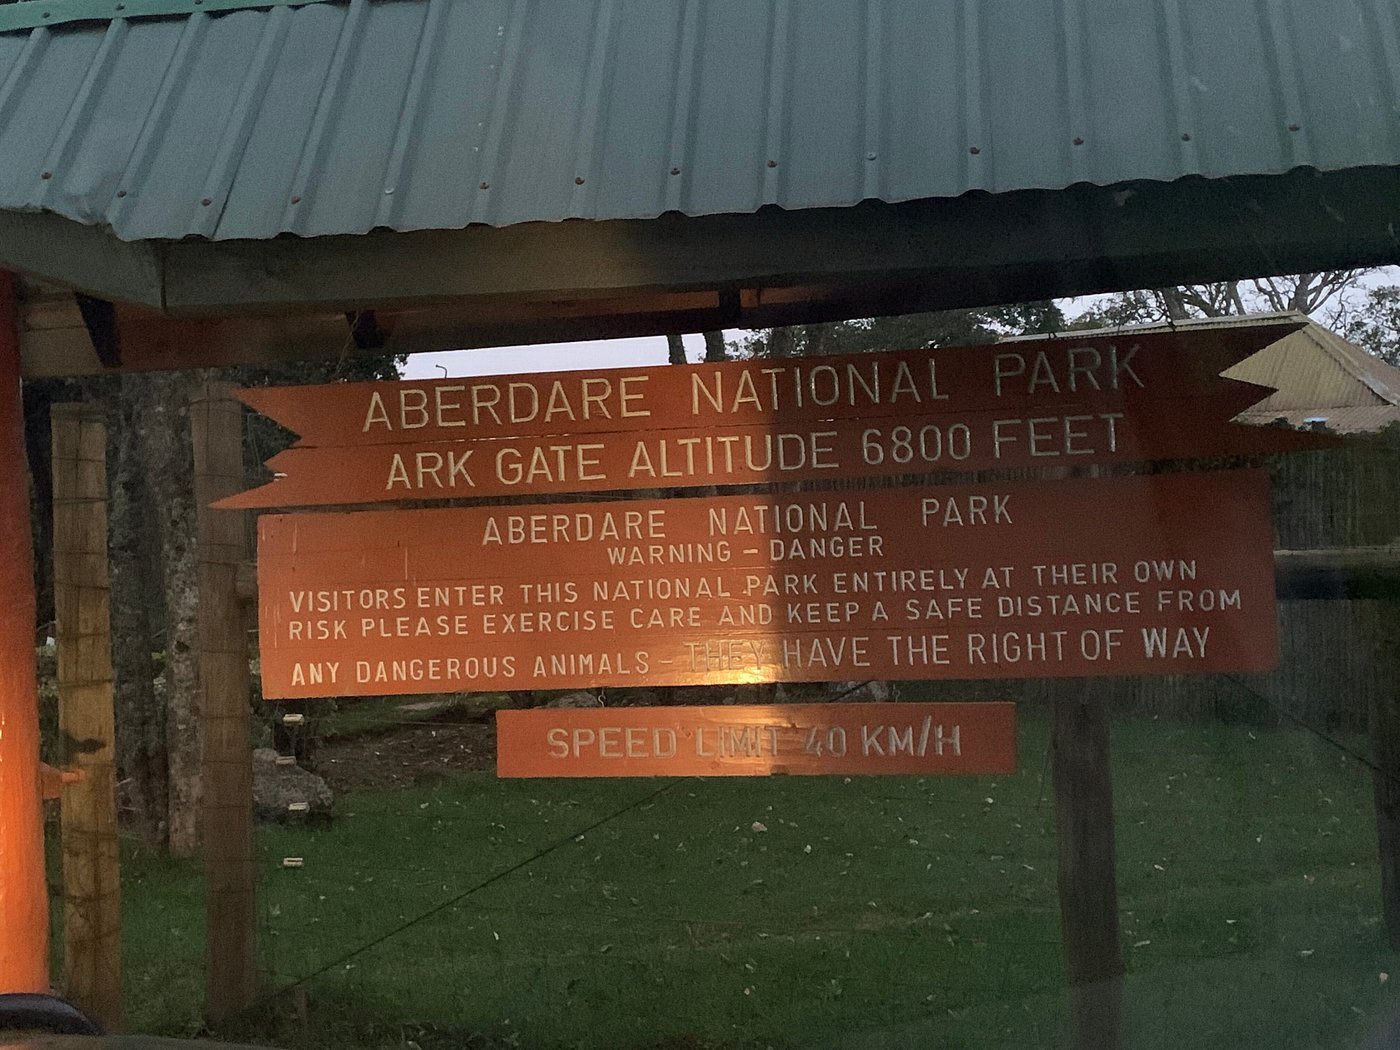 ABERDARE NATIONAL PARK
ARK GATE ALTITUDE 6800 FEET
ABERDARE NATIONAL PARK
WARNING - DANGER
VISITORS ENTER THIS NATIONAL PARK ENTIRELY AT THEIR OWN
RISK PLEASE EXERCISE CARE AND KEEP A SAFE DISTANCE FROM
ANY DANGEROUS ANIMALS - THEY HAVE THE RIGHT OF WAY
SPEED LIMIT 40 KM/H